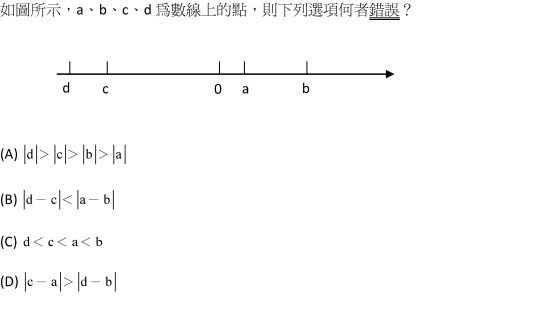 如圖所示，a、b、c、d 為數線上的點，則下列選項何者錯誤？
d c 0 a b
(A) |d|> |c|> |b|> |a|
(B) |d－c|< |a－b|
(C) d＜c＜a＜b
(D) |c－a|> |d－b|